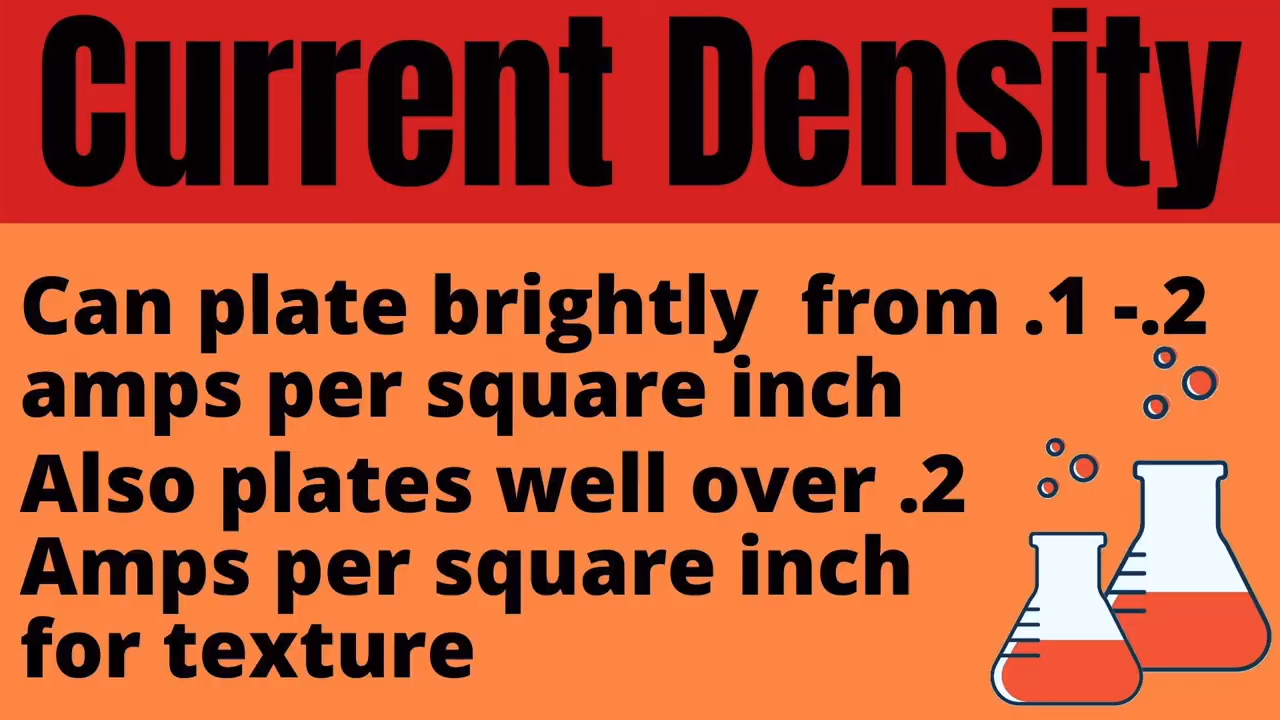 Current Density
Can plate brightly  from .1 -.2
amps per square inch
Also plates well over .2
Amps per square inch
for texture